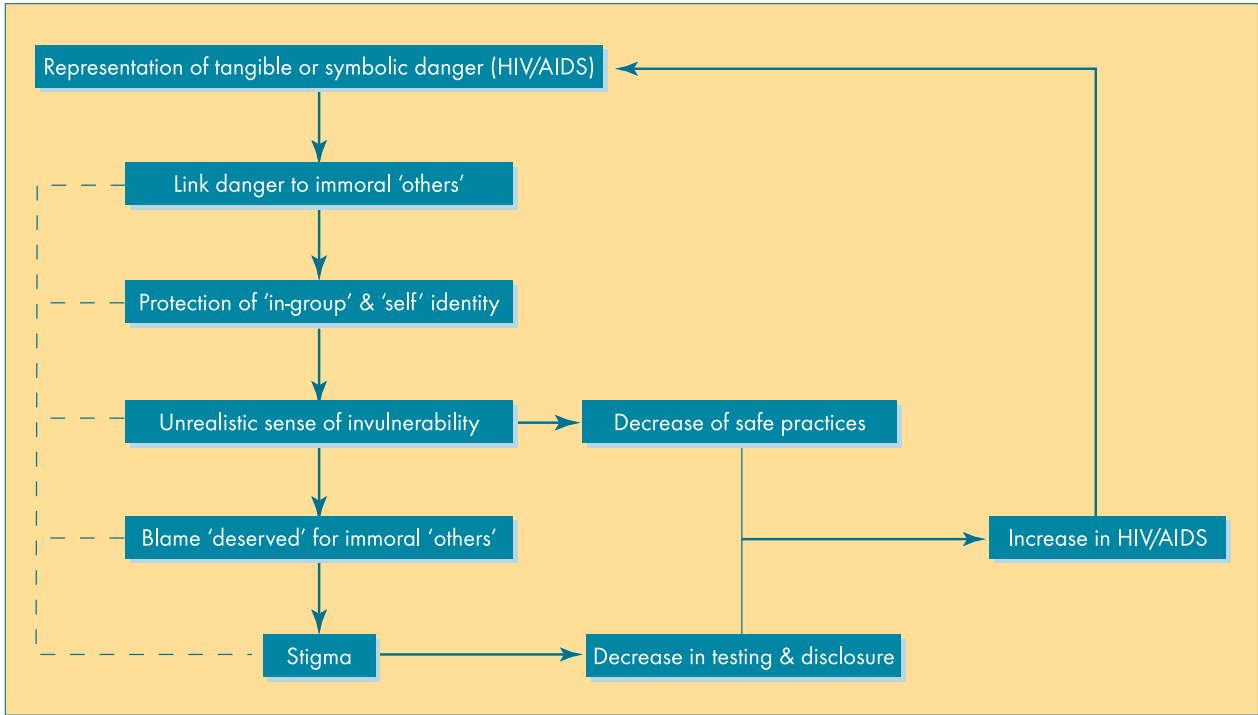 Representation of tangible or symbolic danger (HIV/AIDS)
Link danger to immoral ‘others’
Protection of ‘in-group’ & ‘self’ identity
Unrealistic sense of invulnerability
Decrease of safe practices
Blame ‘deserved’ for immoral ‘others’
Increase in HIV/AIDS
Stigma
Decrease in testing & disclosure